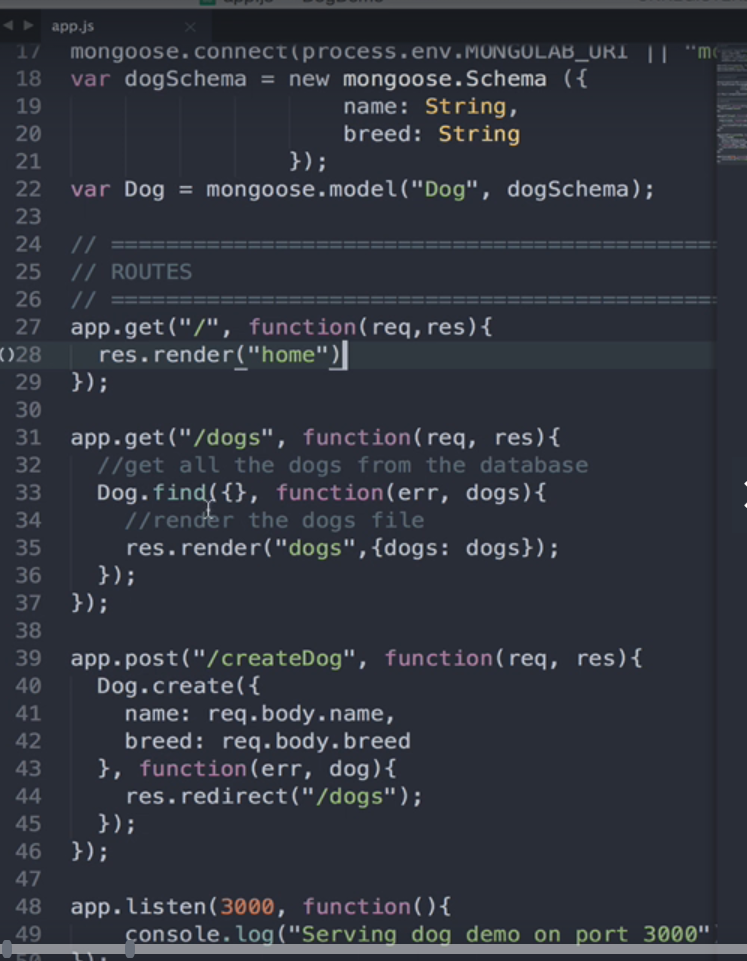 app.js — DogDemo
app.js
17 mongoose.connect(process.env.MONGOLAB_URI || "mo
18 var dogSchema = new mongoose.Schema ({
19 name: String,
20 breed: String
21 });
22 var Dog = mongoose.model("Dog", dogSchema);
23
24 // =============================================
25 // ROUTES
26 // =============================================
27 app.get("/", function(req,res){
28 res.render("home")
29 });
30
31 app.get("/dogs", function(req, res){
32 //get all the dogs from the database
33 Dog.find({}, function(err, dogs){
34 //render the dogs file
35 res.render("dogs",{dogs: dogs});
36 });
37 });
38
39 app.post("/createDog", function(req, res){
40 Dog.create({
41 name: req.body.name,
42 breed: req.body.breed
43 }, function(err, dog){
44 res.redirect("/dogs");
45 });
46 });
47
48 app.listen(3000, function(){
49 console.log("Serving dog demo on port 3000"
50 });